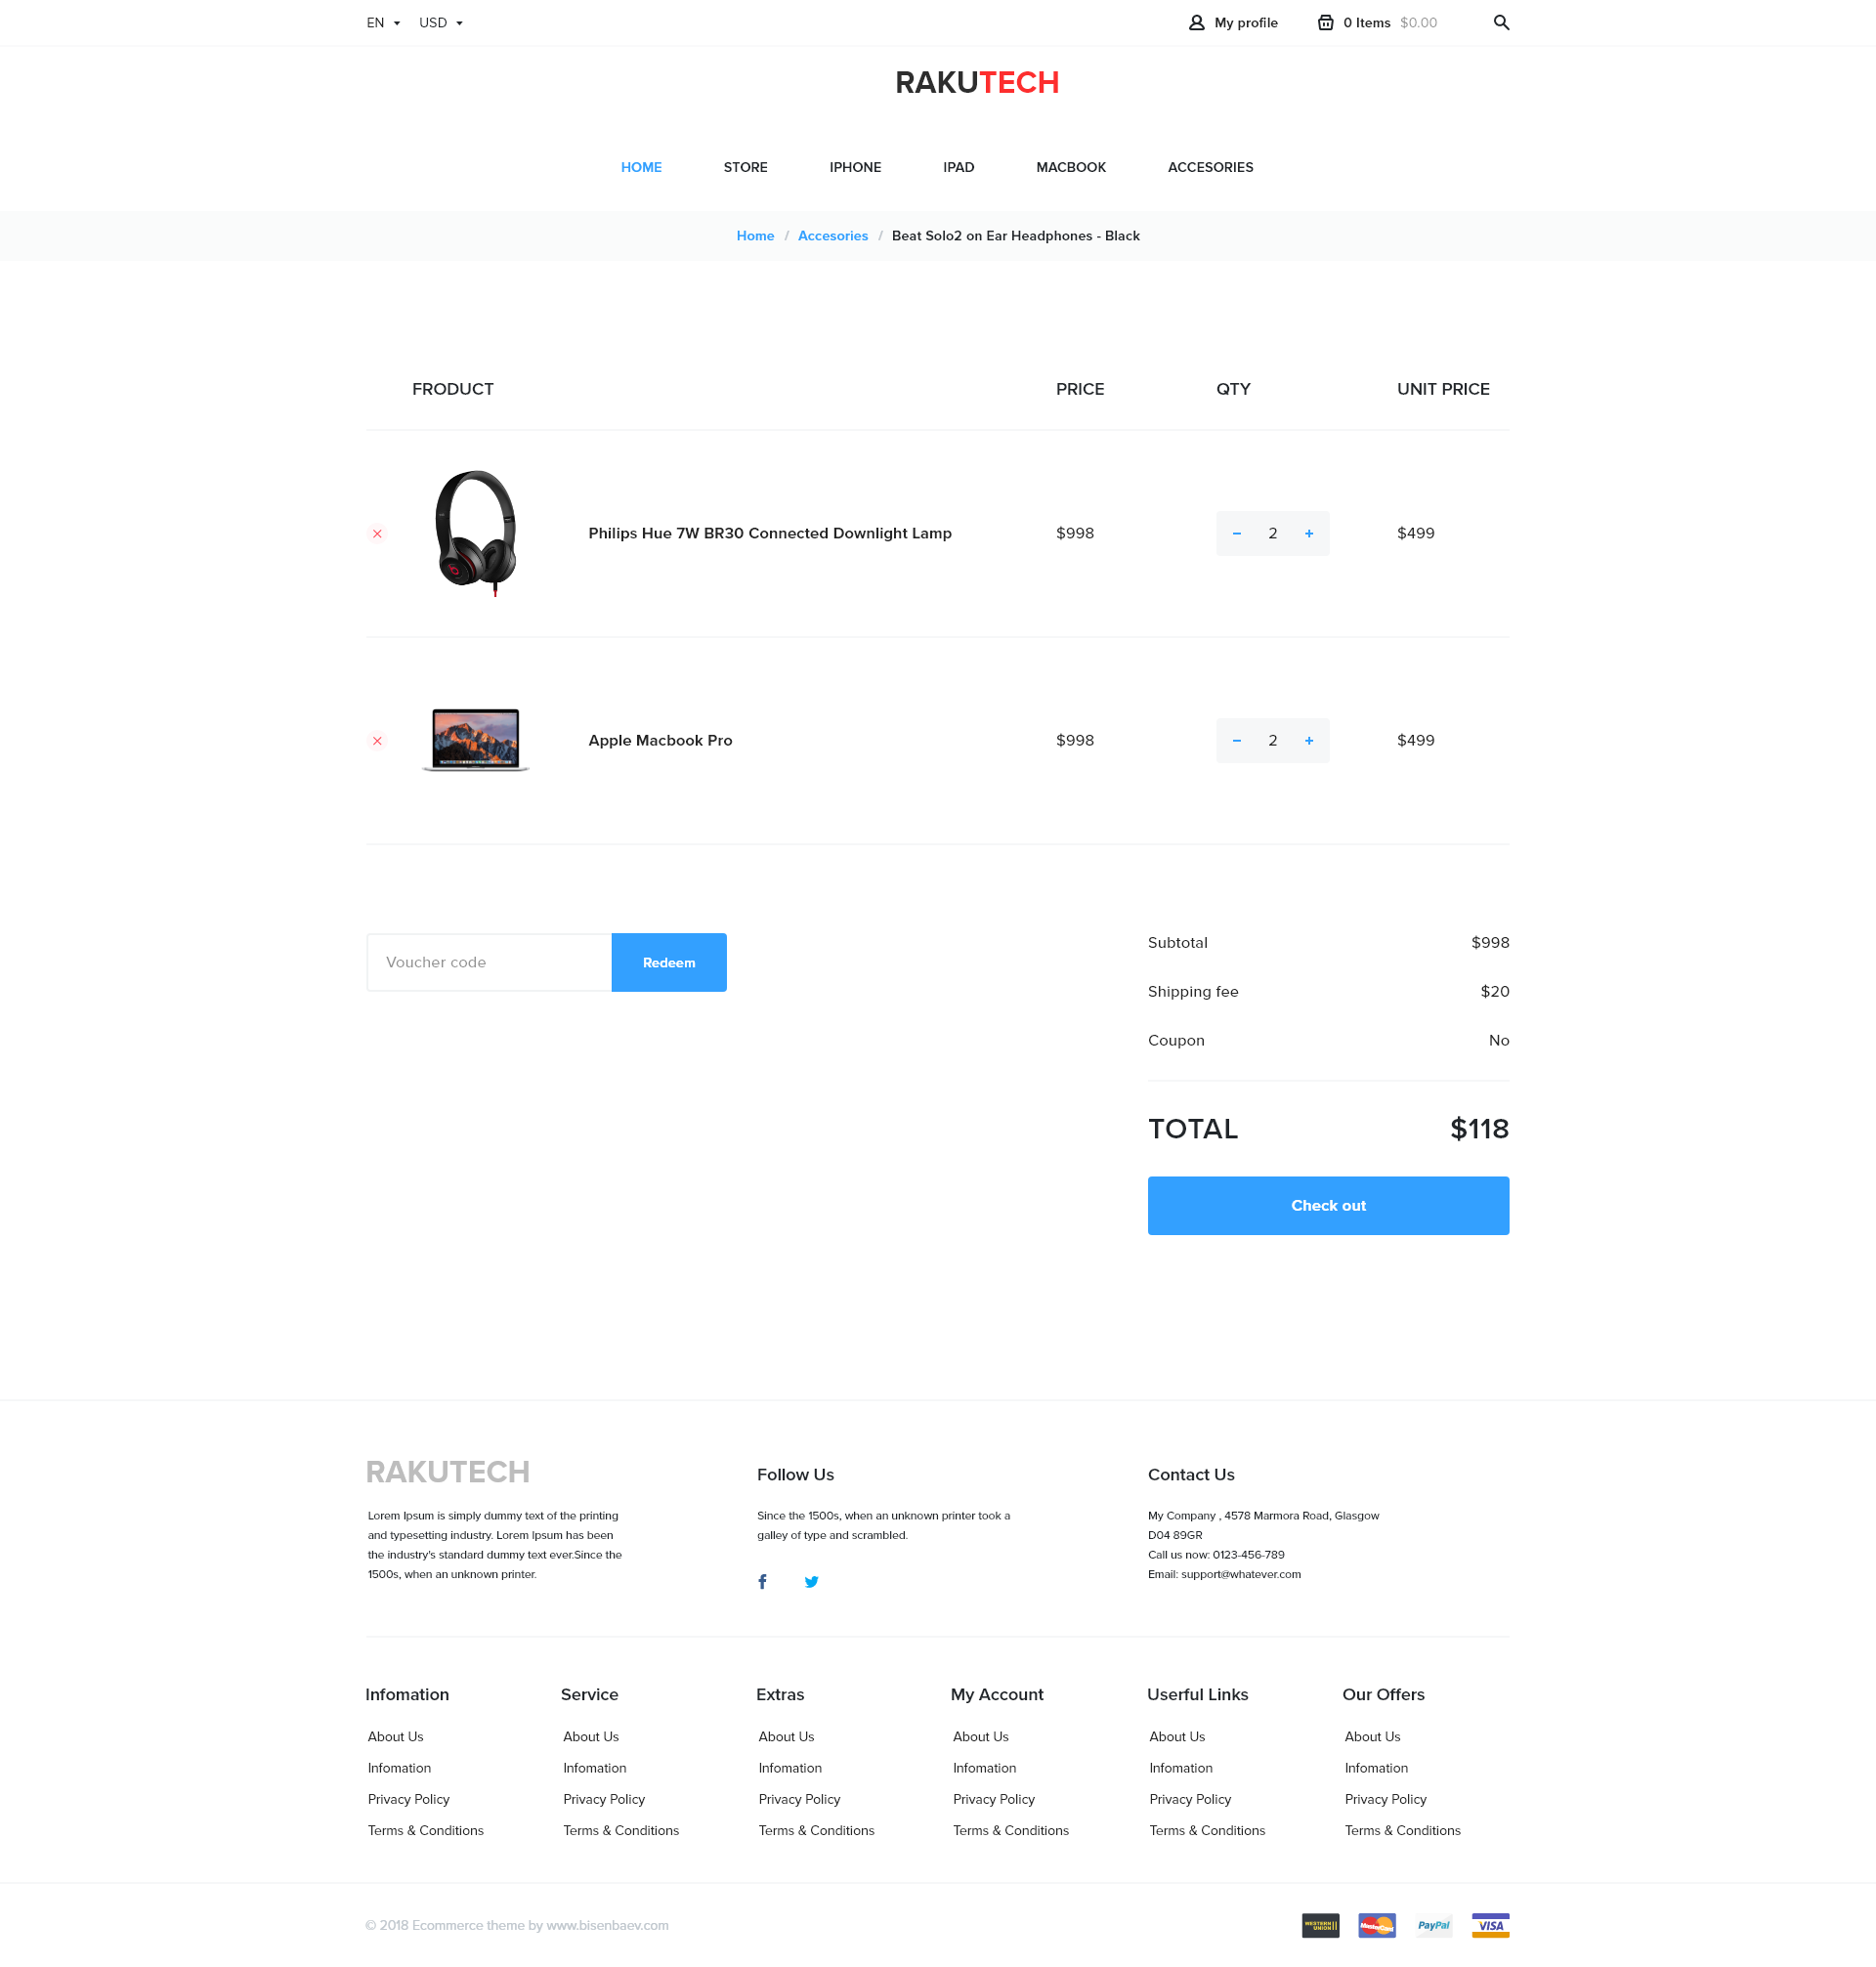 EN USD My profile 0 Items $0.00
RAKUTECH
HOME STORE IPHONE IPAD MACBOOK ACCESORIES
Home / Accesories / Beat Solo2 on Ear Headphones - Black
PRODUCT PRICE QTY UNIT PRICE
Philips Hue 7W BR30 Connected Downlight Lamp $998 − 2 + $499
Apple Macbook Pro $998 − 2 + $499
Voucher code Redeem
Subtotal $998
Shipping fee $20
Coupon No
TOTAL $118
Check out
RAKUTECH
Lorem Ipsum is simply dummy text of the printing
and typesetting industry. Lorem Ipsum has been
the industry's standard dummy text ever.Since the
1500s, when an unknown printer.
Follow Us
Since the 1500s, when an unknown printer took a
galley of type and scrambled.
Contact Us
My Company , 4578 Marmora Road, Glasgow
D04 89GR
Call us now: 0123-456-789
Email: support@whatever.com
Infomation
About Us
Infomation
Privacy Policy
Terms & Conditions
Service
About Us
Infomation
Privacy Policy
Terms & Conditions
Extras
About Us
Infomation
Privacy Policy
Terms & Conditions
My Account
About Us
Infomation
Privacy Policy
Terms & Conditions
Userful Links
About Us
Infomation
Privacy Policy
Terms & Conditions
Our Offers
About Us
Infomation
Privacy Policy
Terms & Conditions
© 2018 Ecommerce theme by www.bisenbaev.com
WESTERN UNION MasterCard PayPal VISA